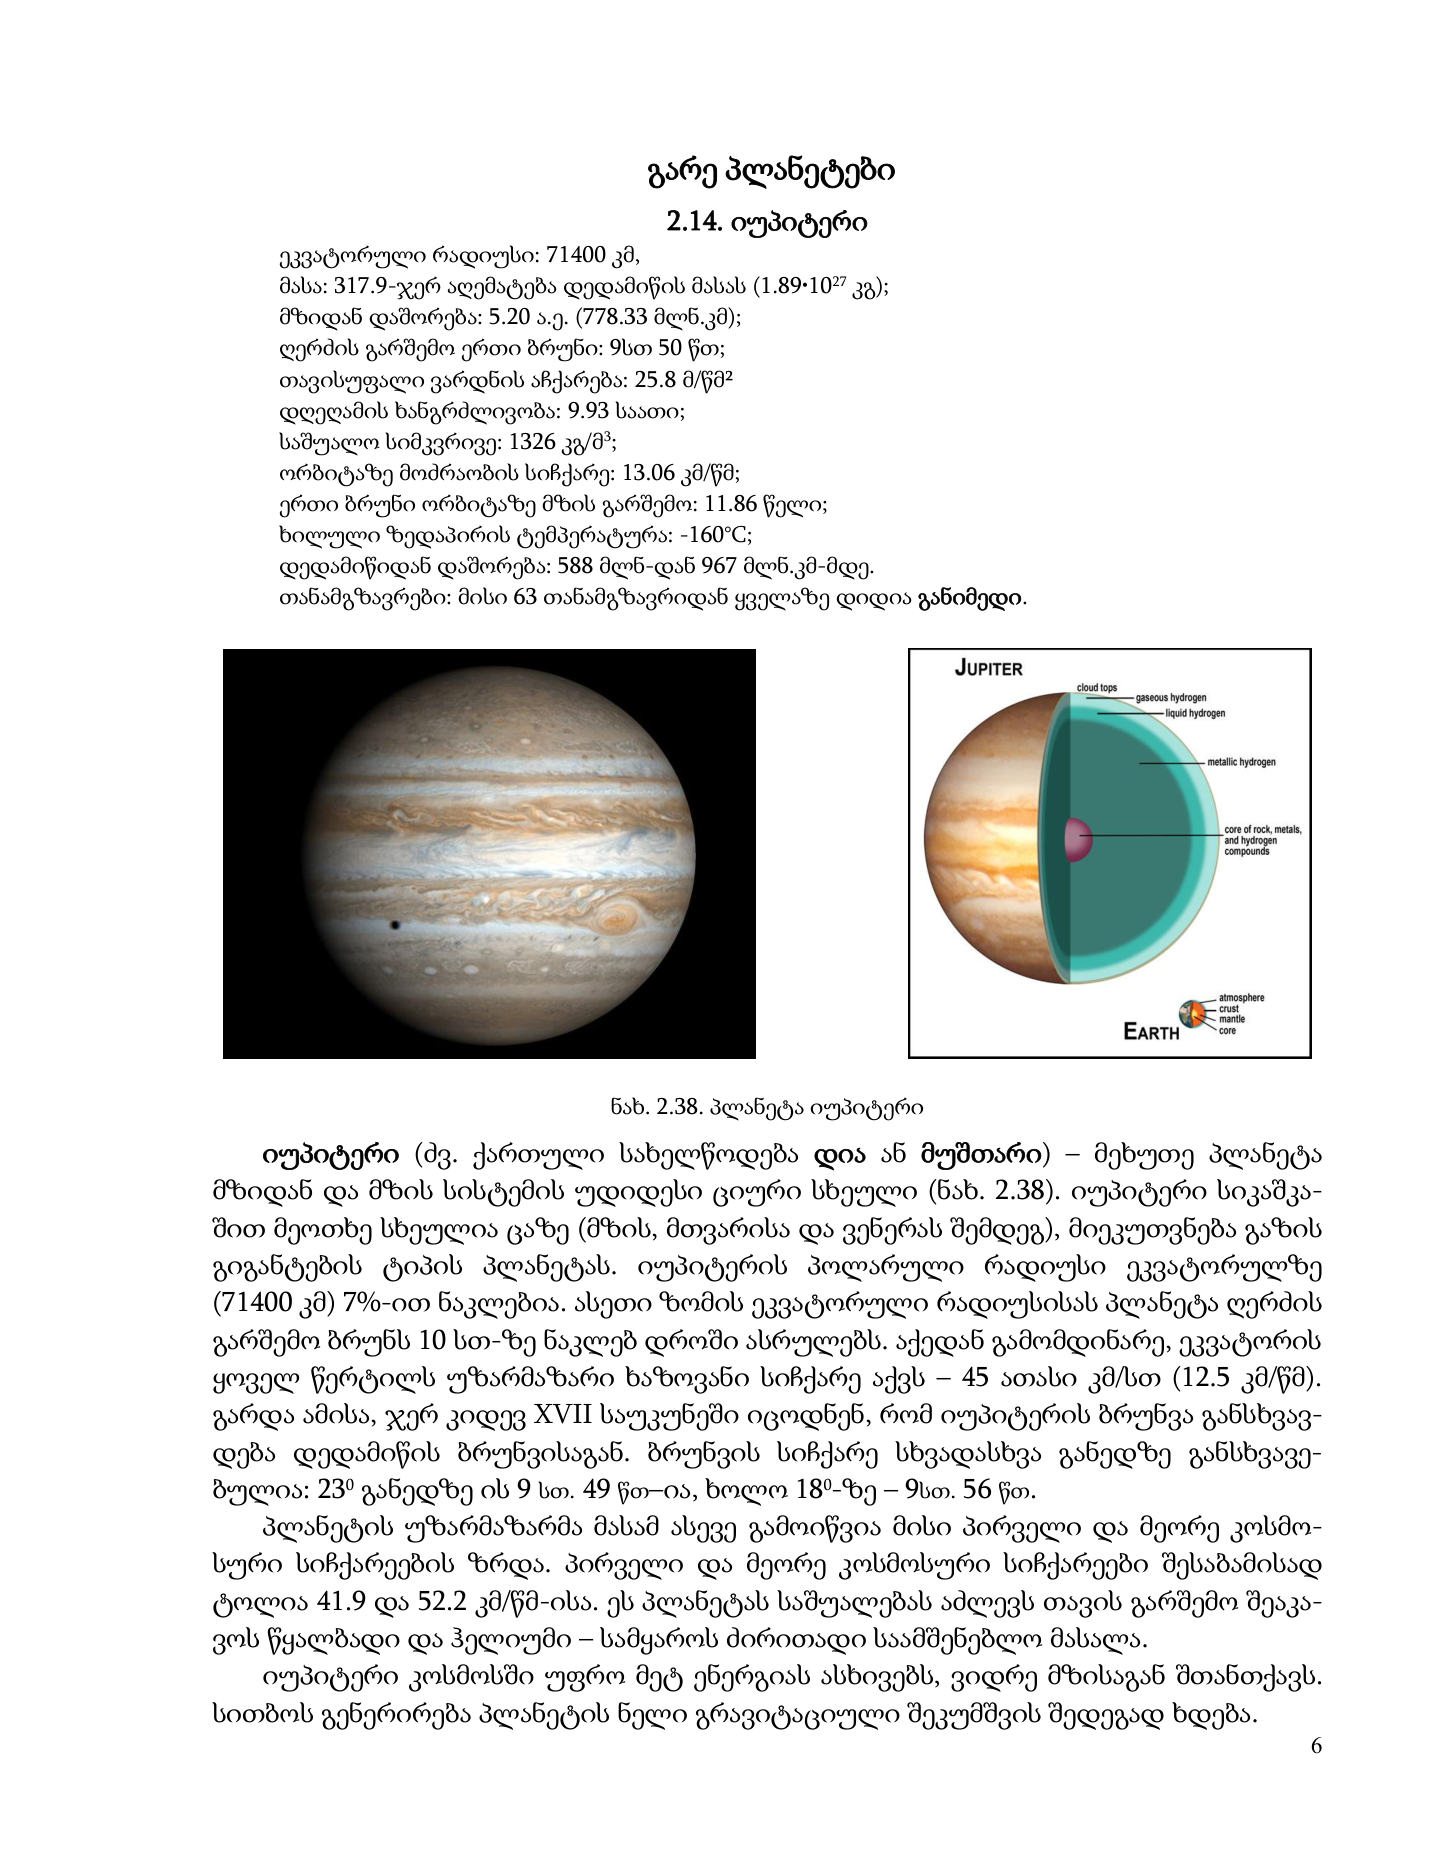 გარე პლანეტები
2.14. იუპიტერი
ეკვატორული რადიუსი: 71400 კმ,
მასა: 317.9-ჯერ აღემატება დედამიწის მასას (1.89•10²⁷ კგ);
მზიდან დაშორება: 5.20 ა.ე. (778.33 მლნ.კმ);
ღერძის გარშემო ერთი ბრუნი: 9სთ 50 წთ;
თავისუფალი ვარდნის აჩქარება: 25.8 მ/წმ²
დღეღამის ხანგრძლივობა: 9.93 საათი;
საშუალო სიმკვრივე: 1326 კგ/მ³;
ორბიტაზე მოძრაობის სიჩქარე: 13.06 კმ/წმ;
ერთი ბრუნი ორბიტაზე მზის გარშემო: 11.86 წელი;
ხილული ზედაპირის ტემპერატურა: -160°C;
დედამიწიდან დაშორება: 588 მლნ-დან 967 მლნ.კმ-მდე.
თანამგზავრები: მისი 63 თანამგზავრიდან ყველაზე დიდია განიმედი.
JUPITER
cloud tops
gaseous hydrogen
liquid hydrogen
metallic hydrogen
core of rock, metals,
and hydrogen
compounds
atmosphere
crust
mantle
core
EARTH
ნახ. 2.38. პლანეტა იუპიტერი
იუპიტერი (ძვ. ქართული სახელწოდება დია ან მუშთარი) – მეხუთე პლანეტა
მზიდან და მზის სისტემის უდიდესი ციური სხეული (ნახ. 2.38). იუპიტერი სიკაშკა-
შით მეოთხე სხეულია ცაზე (მზის, მთვარისა და ვენერას შემდეგ), მიეკუთვნება გაზის
გიგანტების ტიპის პლანეტას. იუპიტერის პოლარული რადიუსი ეკვატორულზე
(71400 კმ) 7%-ით ნაკლებია. ასეთი ზომის ეკვატორული რადიუსისას პლანეტა ღერძის
გარშემო ბრუნს 10 სთ-ზე ნაკლებ დროში ასრულებს. აქედან გამომდინარე, ეკვატორის
ყოველ წერტილს უზარმაზარი ხაზოვანი სიჩქარე აქვს – 45 ათასი კმ/სთ (12.5 კმ/წმ).
გარდა ამისა, ჯერ კიდევ XVII საუკუნეში იცოდნენ, რომ იუპიტერის ბრუნვა განსხვავ-
დება დედამიწის ბრუნვისაგან. ბრუნვის სიჩქარე სხვადასხვა განედზე განსხვავე-
ბულია: 23⁰ განედზე ის 9 სთ. 49 წთ–ია, ხოლო 18⁰-ზე – 9სთ. 56 წთ.
პლანეტის უზარმაზარმა მასამ ასევე გამოიწვია მისი პირველი და მეორე კოსმო-
სური სიჩქარეების ზრდა. პირველი და მეორე კოსმოსური სიჩქარეები შესაბამისად
ტოლია 41.9 და 52.2 კმ/წმ-ისა. ეს პლანეტას საშუალებას აძლევს თავის გარშემო შეაკა-
ვოს წყალბადი და ჰელიუმი – სამყაროს ძირითადი საამშენებლო მასალა.
იუპიტერი კოსმოსში უფრო მეტ ენერგიას ასხივებს, ვიდრე მზისაგან შთანთქავს.
სითბოს გენერირება პლანეტის ნელი გრავიტაციული შეკუმშვის შედეგად ხდება.
6